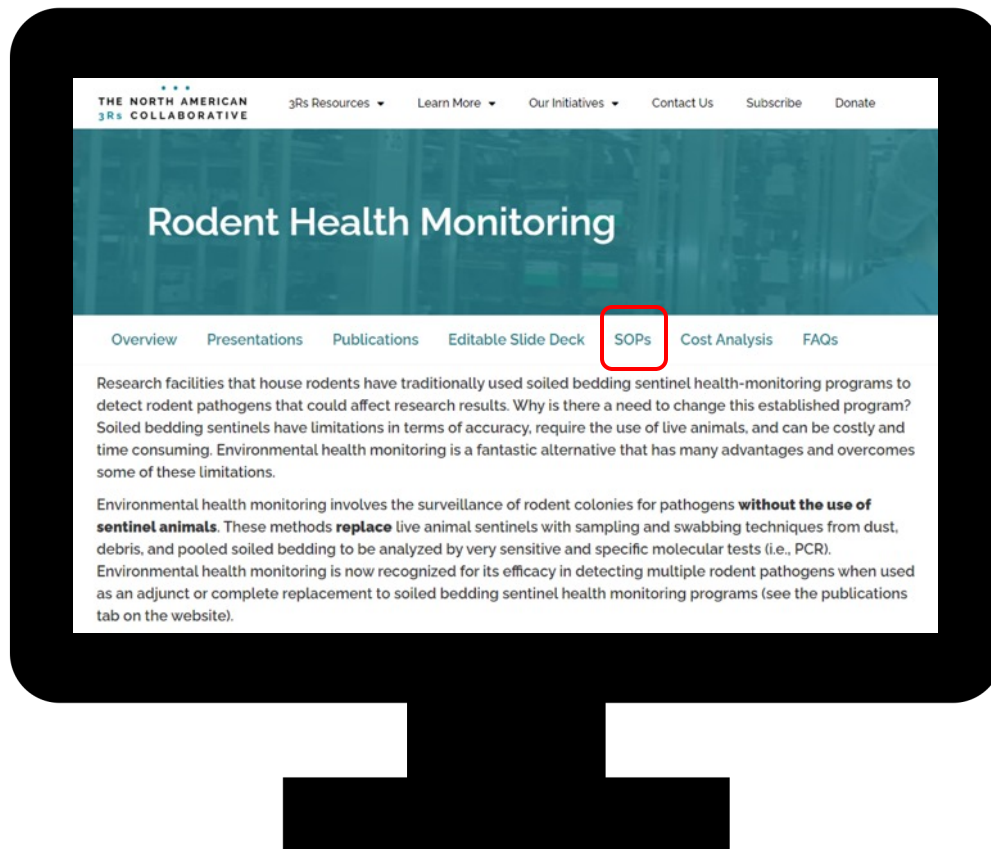 THE NORTH AMERICAN
3Rs COLLABORATIVE
3Rs Resources
Learn More
Our Initiatives
Contact Us
Subscribe
Donate
Rodent Health Monitoring
Overview
Presentations
Publications
Editable Slide Deck
SOPs
Cost Analysis
FAQs
Research facilities that house rodents have traditionally used soiled bedding sentinel health-monitoring programs to
detect rodent pathogens that could affect research results. Why is there a need to change this established program?
Soiled bedding sentinels have limitations in terms of accuracy, require the use of live animals, and can be costly and
time consuming. Environmental health monitoring is a fantastic alternative that has many advantages and overcomes
some of these limitations.
Environmental health monitoring involves the surveillance of rodent colonies for pathogens without the use of
sentinel animals. These methods replace live animal sentinels with sampling and swabbing techniques from dust,
debris, and pooled soiled bedding to be analyzed by very sensitive and specific molecular tests (i.e., PCR).
Environmental health monitoring is now recognized for its efficacy in detecting multiple rodent pathogens when used
as an adjunct or complete replacement to soiled bedding sentinel health monitoring programs (see the publications
tab on the website).